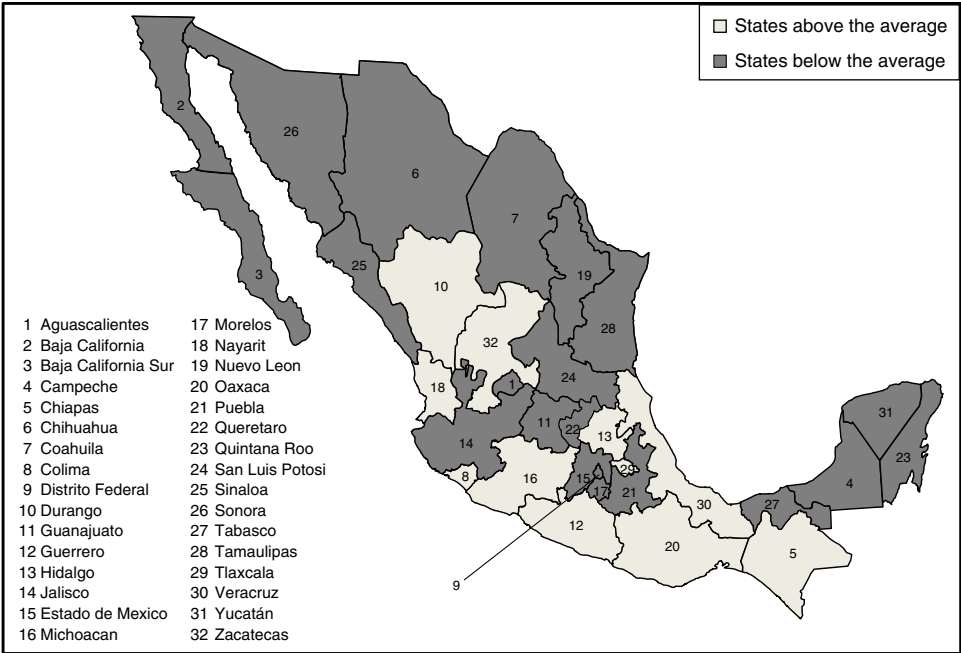 States above the average
States below the average
2
26
6
7
3
25
19
10
28
32
18
1
24
31
11
22
13
23
14
29
8
16
15
17
21
4
30
27
12
20
5
9
1 Aguascalientes
2 Baja California
3 Baja California Sur
4 Campeche
5 Chiapas
6 Chihuahua
7 Coahuila
8 Colima
9 Distrito Federal
10 Durango
11 Guanajuato
12 Guerrero
13 Hidalgo
14 Jalisco
15 Estado de Mexico
16 Michoacan
17 Morelos
18 Nayarit
19 Nuevo Leon
20 Oaxaca
21 Puebla
22 Queretaro
23 Quintana Roo
24 San Luis Potosi
25 Sinaloa
26 Sonora
27 Tabasco
28 Tamaulipas
29 Tlaxcala
30 Veracruz
31 Yucatán
32 Zacatecas